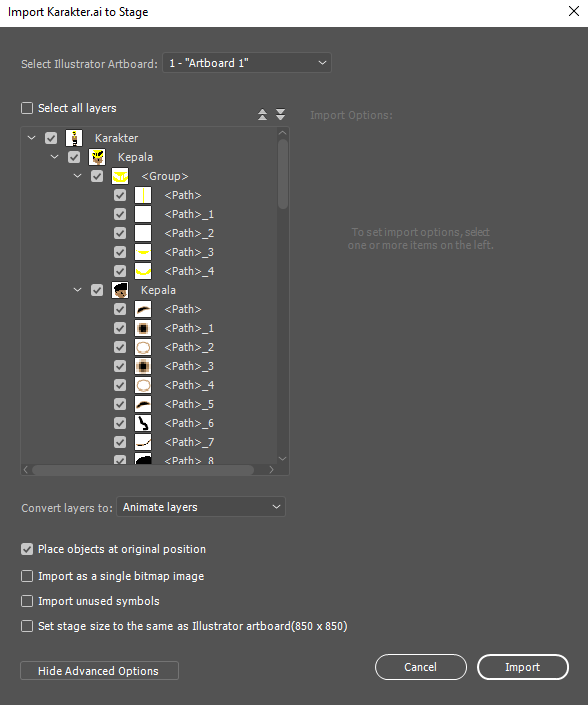 Import Karakter.ai to Stage
Select Illustrator Artboard: 1 - "Artboard 1"
Select all layers
Import Options:
Karakter
Kepala
<Group>
<Path>
<Path>_1
<Path>_2
<Path>_3
<Path>_4
Kepala
<Path>
<Path>_1
<Path>_2
<Path>_3
<Path>_4
<Path>_5
<Path>_6
<Path>_7
<Path>_8
To set import options, select
one or more items on the left.
Convert layers to: Animate layers
Place objects at original position
Import as a single bitmap image
Import unused symbols
Set stage size to the same as Illustrator artboard(850 x 850)
Hide Advanced Options
Cancel
Import